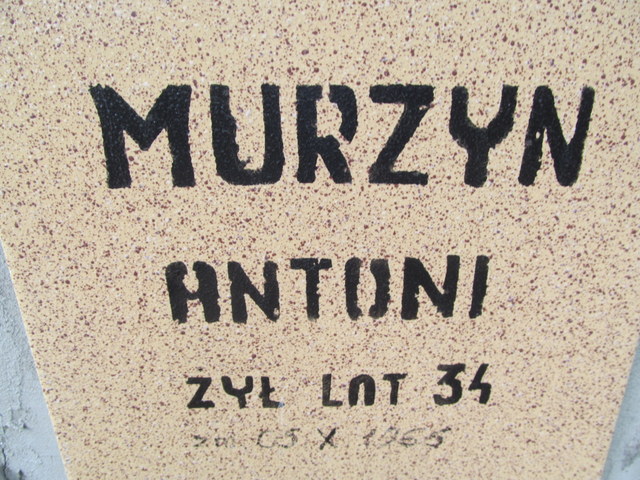 MURZYN
ANTONI
ZYŁ LAT 34
X 1965